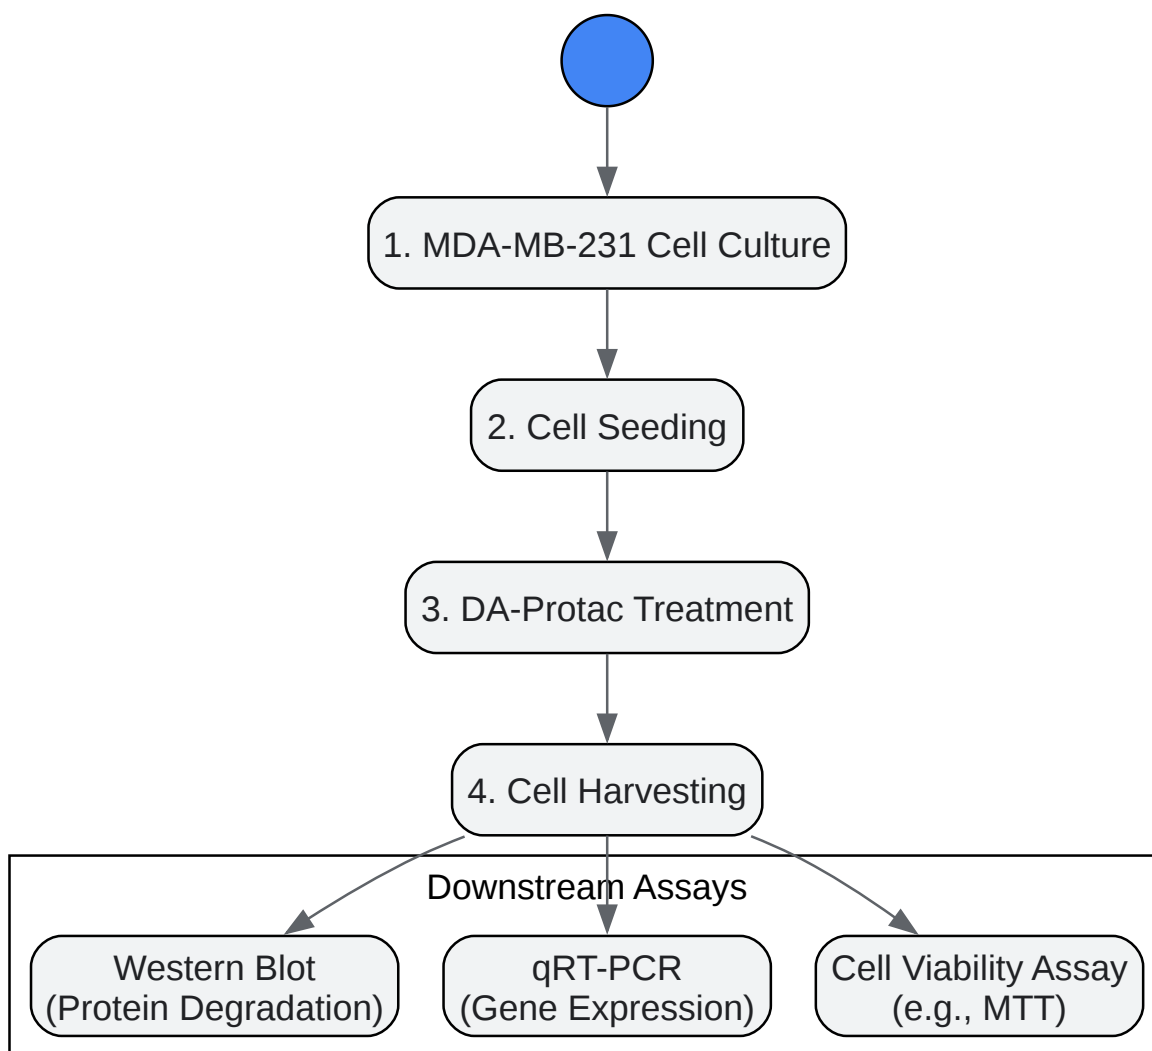 1. MDA-MB-231 Cell Culture
2. Cell Seeding
3. DA-Protac Treatment
4. Cell Harvesting
Downstream Assays
Western Blot
(Protein Degradation)
qRT-PCR
(Gene Expression)
Cell Viability Assay
(e.g., MTT)